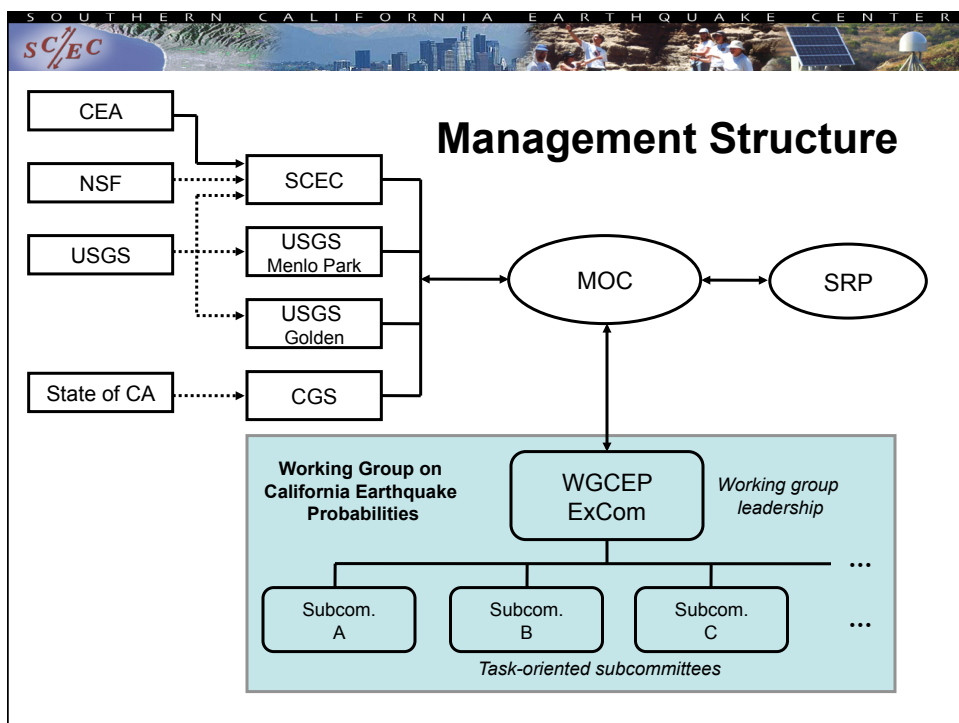 SOUTHERN CALIFORNIA EARTHQUAKE CENTER
SC/EC
Management Structure
CEA
NSF
USGS
State of CA
SCEC
USGS
Menlo Park
USGS
Golden
CGS
MOC
SRP
Working Group on
California Earthquake
Probabilities
WGCEP
ExCom
Working group
leadership
...
Subcom.
A
Subcom.
B
Subcom.
C
...
Task-oriented subcommittees